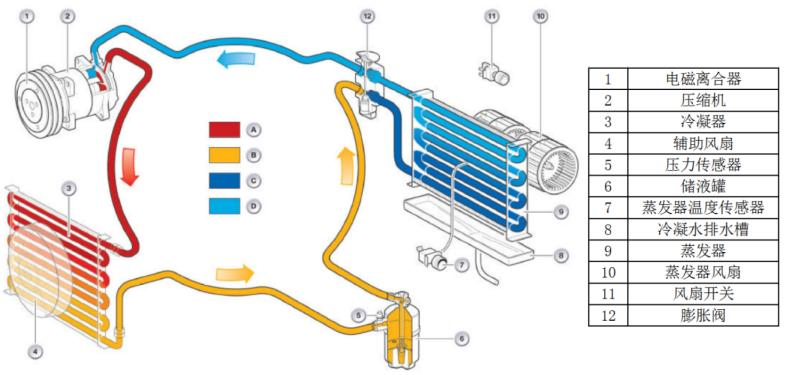 1
2
12
11
10
A
B
C
D
3
9
8
7
5
6
4
1 电磁离合器
2 压缩机
3 冷凝器
4 辅助风扇
5 压力传感器
6 储液罐
7 蒸发器温度传感器
8 冷凝水排水槽
9 蒸发器
10 蒸发器风扇
11 风扇开关
12 膨胀阀